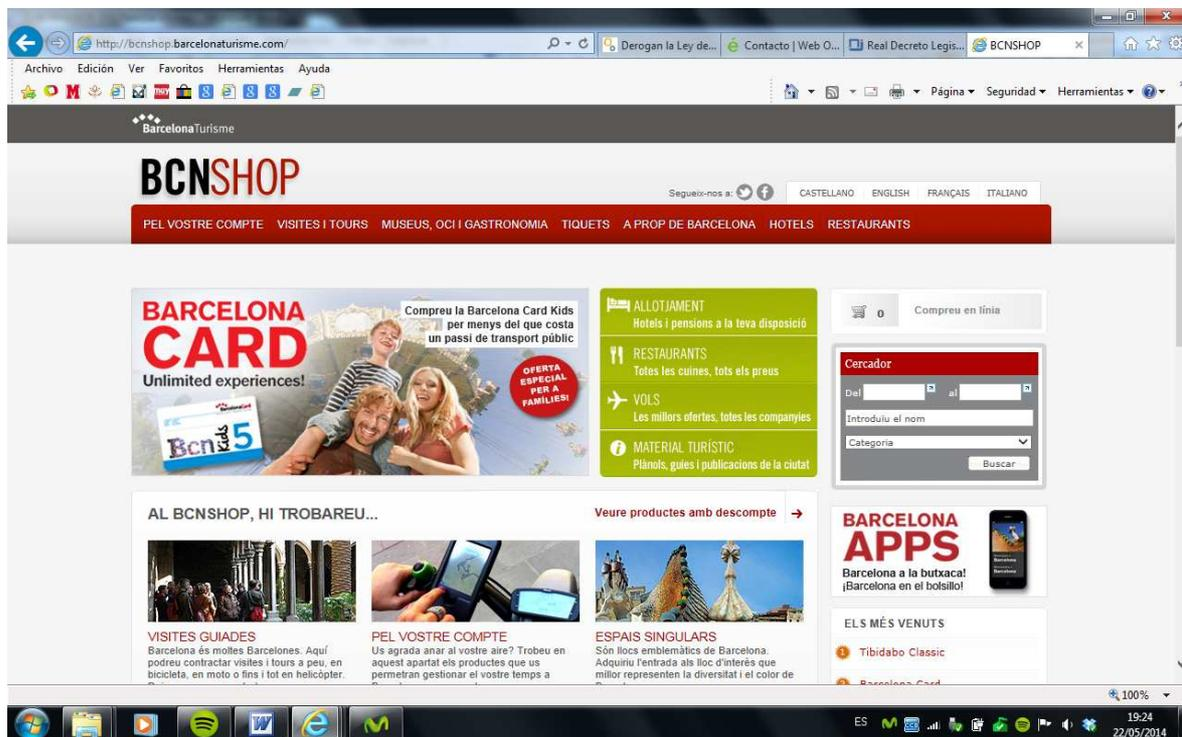 http://bcnshop.barcelonaturisme.com/
Derogan la Ley de...
Contacto | Web O...
Real Decreto Legis...
BCNSHOP
Archivo Edición Ver Favoritos Herramientas Ayuda
Página Seguridad Herramientas
BarcelonaTurisme
BCNSHOP
Segueix-nos a:
CASTELLANO ENGLISH FRANÇAIS ITALIANO
PEL VOSTRE COMPTE VISITES I TOURS MUSEUS, OCI I GASTRONOMIA TIQUETS A PROP DE BARCELONA HOTELS RESTAURANTS
BARCELONA
CARD
Unlimited experiences!
Compreu la Barcelona Card Kids
per menys del que costa
un passi de transport públic
OFERTA
ESPECIAL
PER A
FAMÍLIES!
BarcelonaCard
Bcn kids 5
ALLOTJAMENT
Hotels i pensions a la teva disposició
RESTAURANTS
Totes les cuines, tots els preus
VOLS
Les millors ofertes, totes les companyies
MATERIAL TURÍSTIC
Plànols, guies i publicacions de la ciutat
0 Compreu en línia
Cercador
Del al
Introduïu el nom
Categoria
Buscar
AL BCNSHOP, HI TROBAREU...
Veure productes amb descompte
VISITES GUIADES
Barcelona és moltes Barcelones. Aquí
podreu contractar visites i tours a peu, en
bicicleta, en moto o fins i tot en helicòpter.
PEL VOSTRE COMPTE
Us agrada anar al vostre aire? Trobeu en
aquest apartat els productes que us
permetran gestionar el vostre temps a
ESPAIS SINGULARS
Són llocs emblemàtics de Barcelona.
Adquiriu l'entrada als lloc d'interès que
millor representen la diversitat i el color de
BARCELONA
APPS
Barcelona a la butxaca!
¡Barcelona en el bolsillo!
ELS MÉS VENUTS
1 Tibidabo Classic
2 Barcelona Card
100%
ES
19:24
22/05/2014